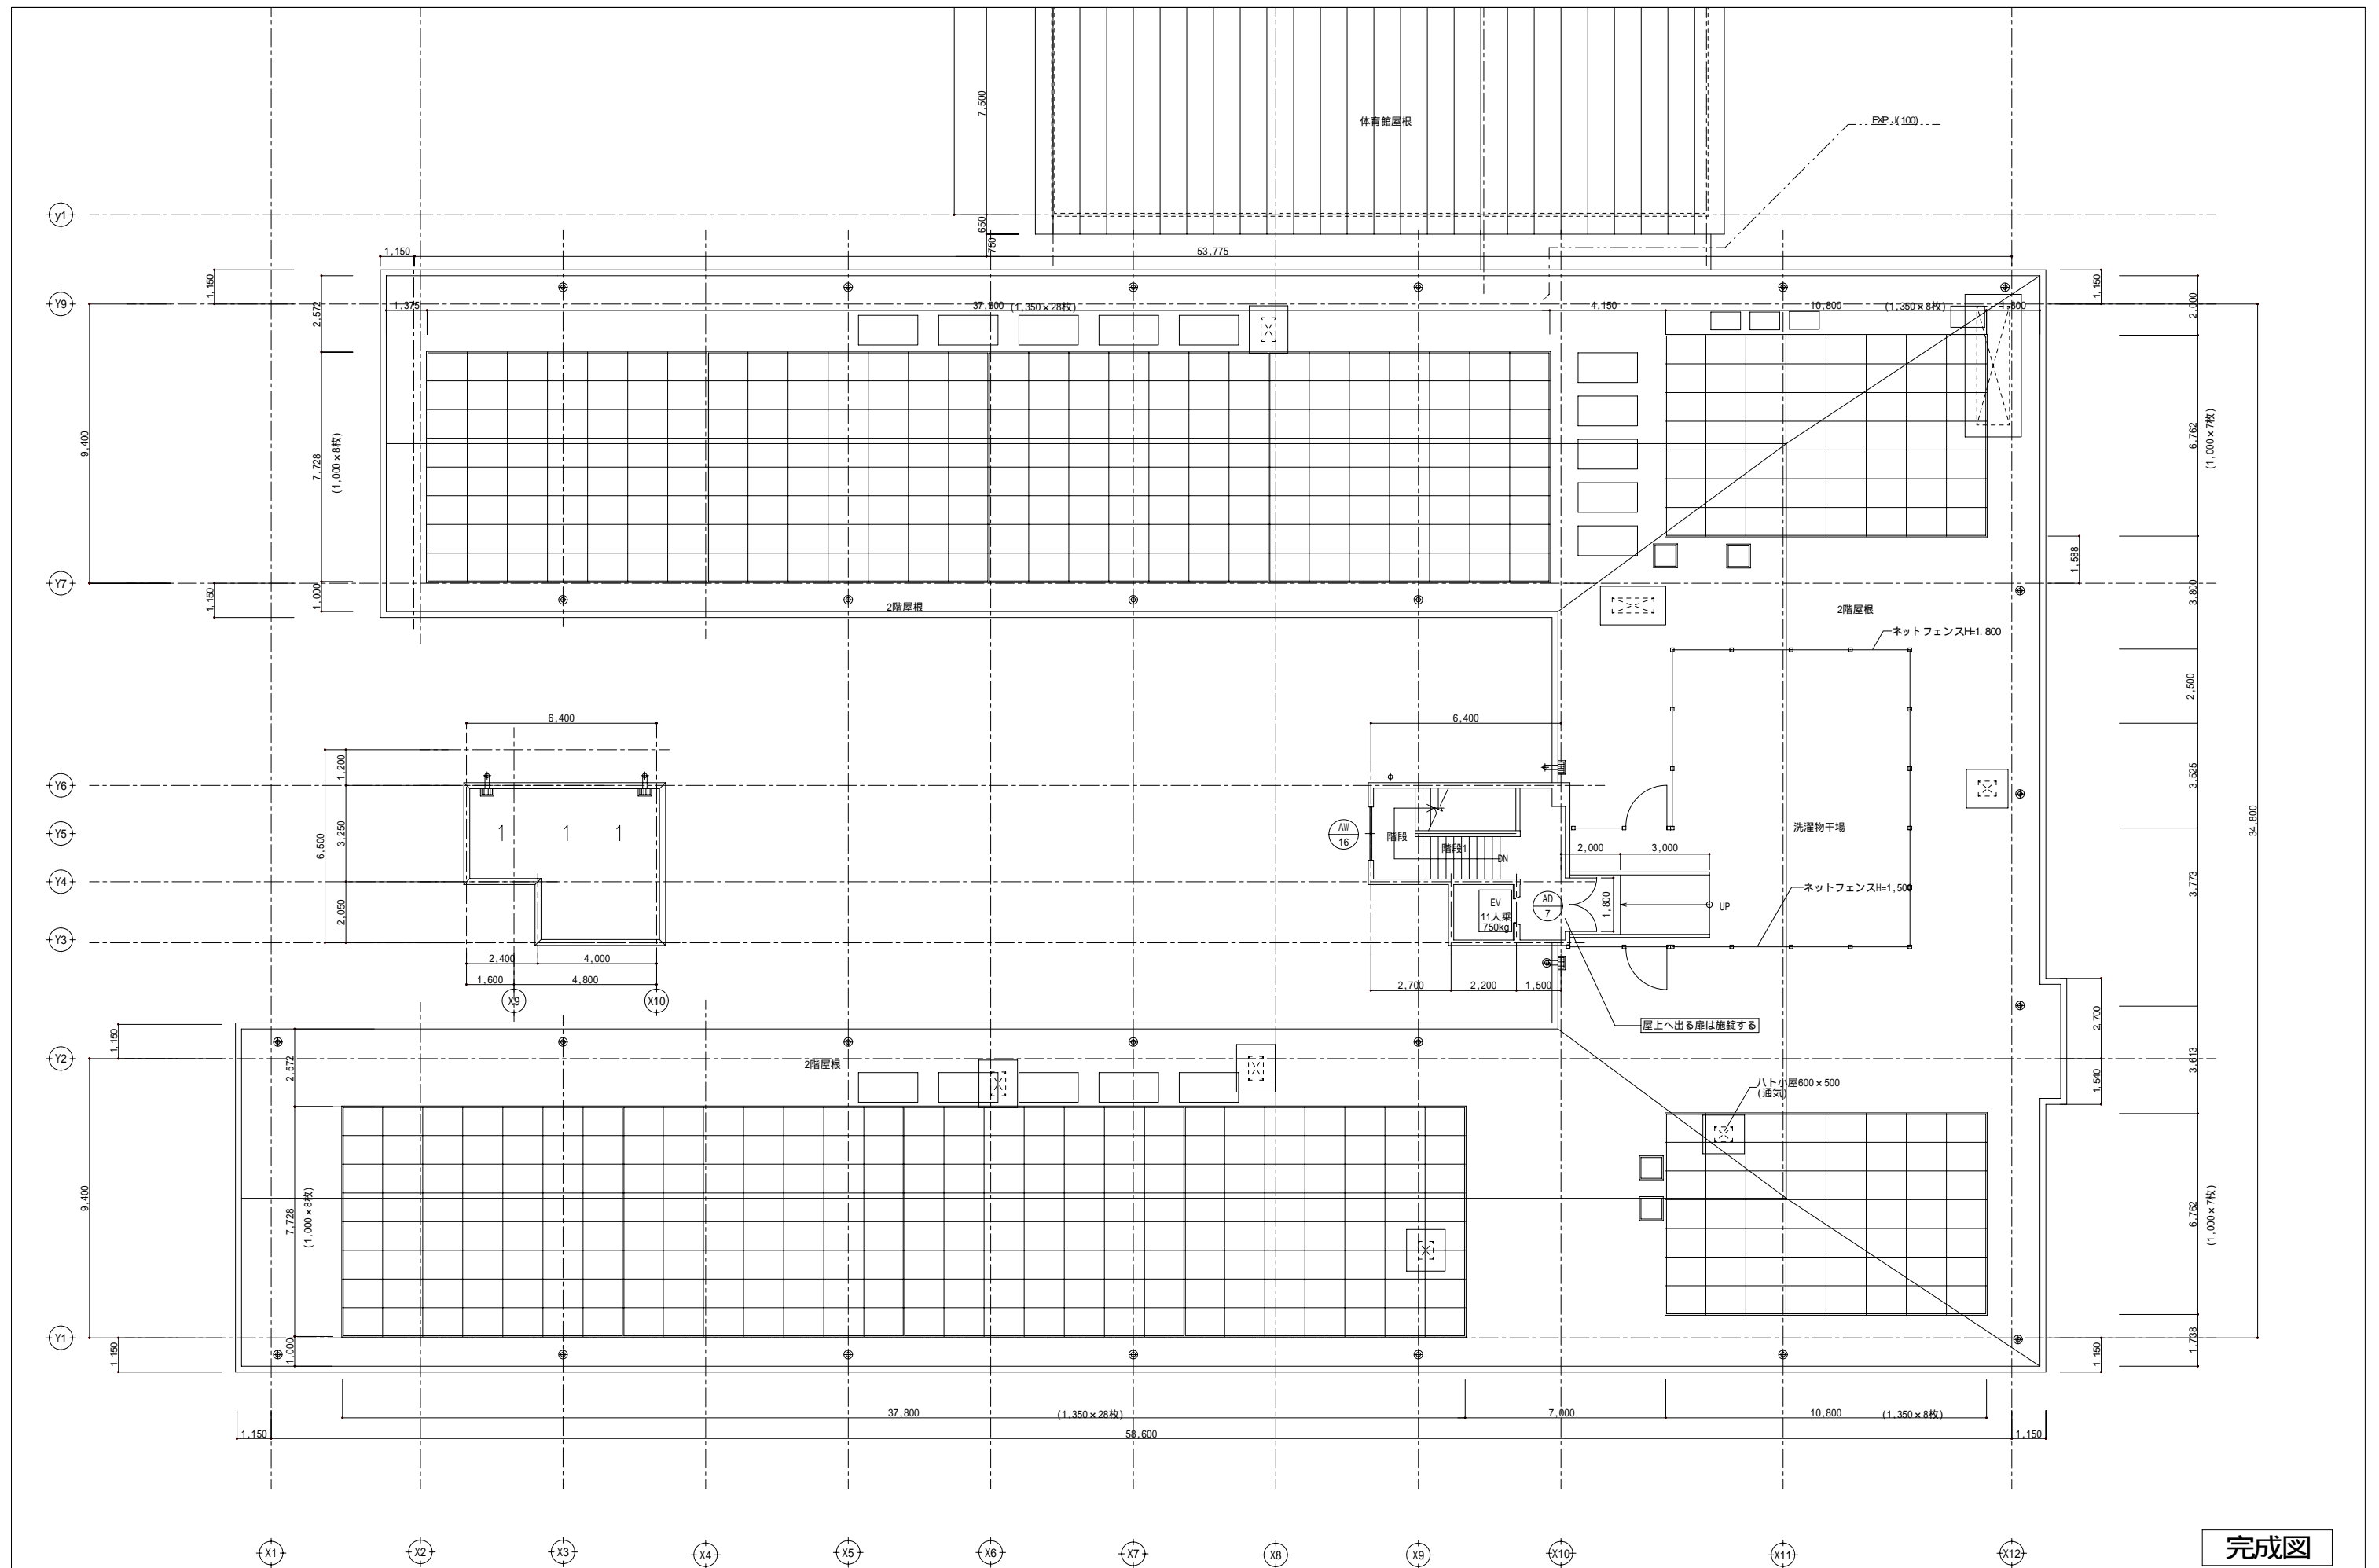 7,500
体育館屋根
EXP.J(100)
y1
650
750
1,150
53,775
1,150
1,150
Y9
2,572
1,375
37,800 (1,350×28枚)
4,150
10,800 (1,350×8枚)
1,800
2,000
9,400
7,728
(1,000×8枚)
6,762
(1,000×7枚)
1,588
Y7
1,150
1,000
2階屋根
2階屋根
3,800
ネットフェンスH=1.800
2,500
6,400
6,400
1,200
Y6
3,525
34,800
Y5
6,500
3,250
AW
16
階段
階段1
DN
洗濯物干場
2,000
3,000
Y4
3,773
ネットフェンスH=1,500
EV
11人乗
750kg
AD
7
1,800
UP
2,050
Y3
2,400
4,000
1,600
4,800
X9
X10
2,700
2,200
1,500
屋上へ出る扉は施錠する
2,700
1,150
Y2
2,572
2階屋根
3,613
1,540
ハト小屋600×500
(通気)
9,400
7,728
(1,000×8枚)
6,762
(1,000×7枚)
Y1
1,150
1,000
1,738
1,150
37,800
(1,350×28枚)
7,000
10,800
(1,350×8枚)
1,150
58,600
1,150
X1
X2
X3
X4
X5
X6
X7
X8
X9
X10
X11
X12
完成図